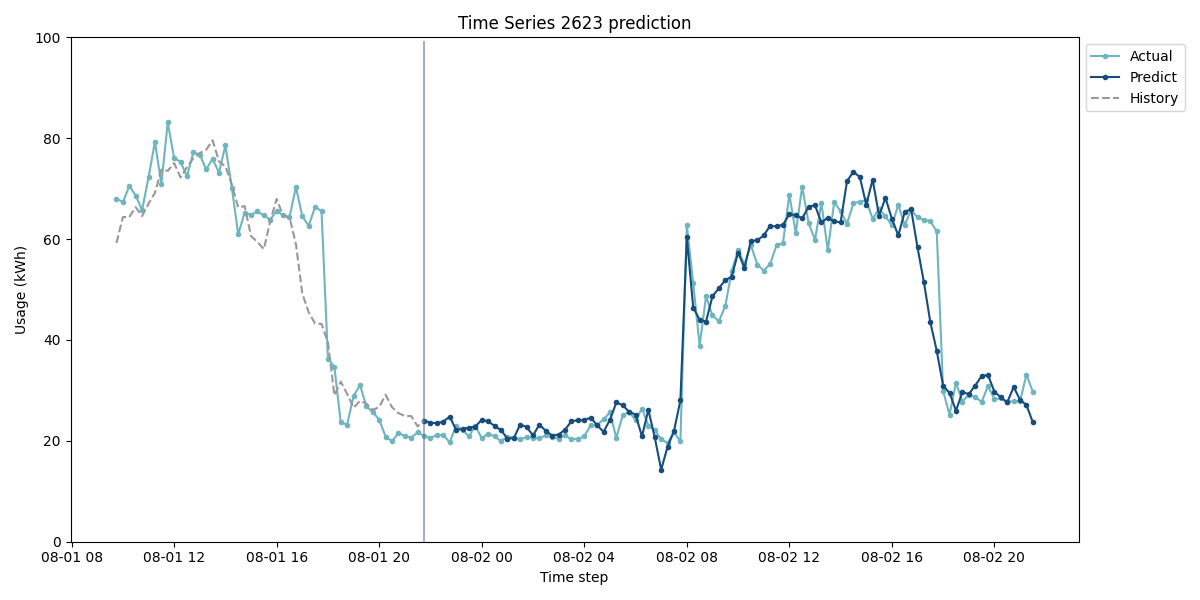 Time Series 2623 prediction
100
80
60
40
20
0
Usage (kWh)
08-01 08
08-01 12
08-01 16
08-01 20
08-02 00
08-02 04
08-02 08
08-02 12
08-02 16
08-02 20
Time step
Actual
Predict
History